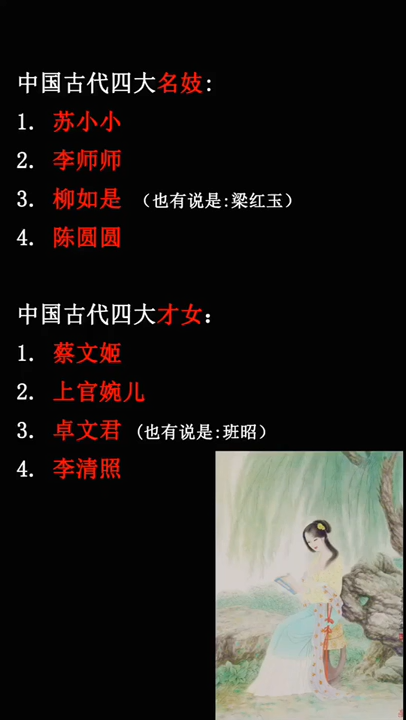 中国古代四大名妓:
1. 苏小小
2. 李师师
3. 柳如是 （也有说是:梁红玉）
4. 陈圆圆
中国古代四大才女：
1. 蔡文姬
2. 上官婉儿
3. 卓文君 (也有说是:班昭）
4. 李清照